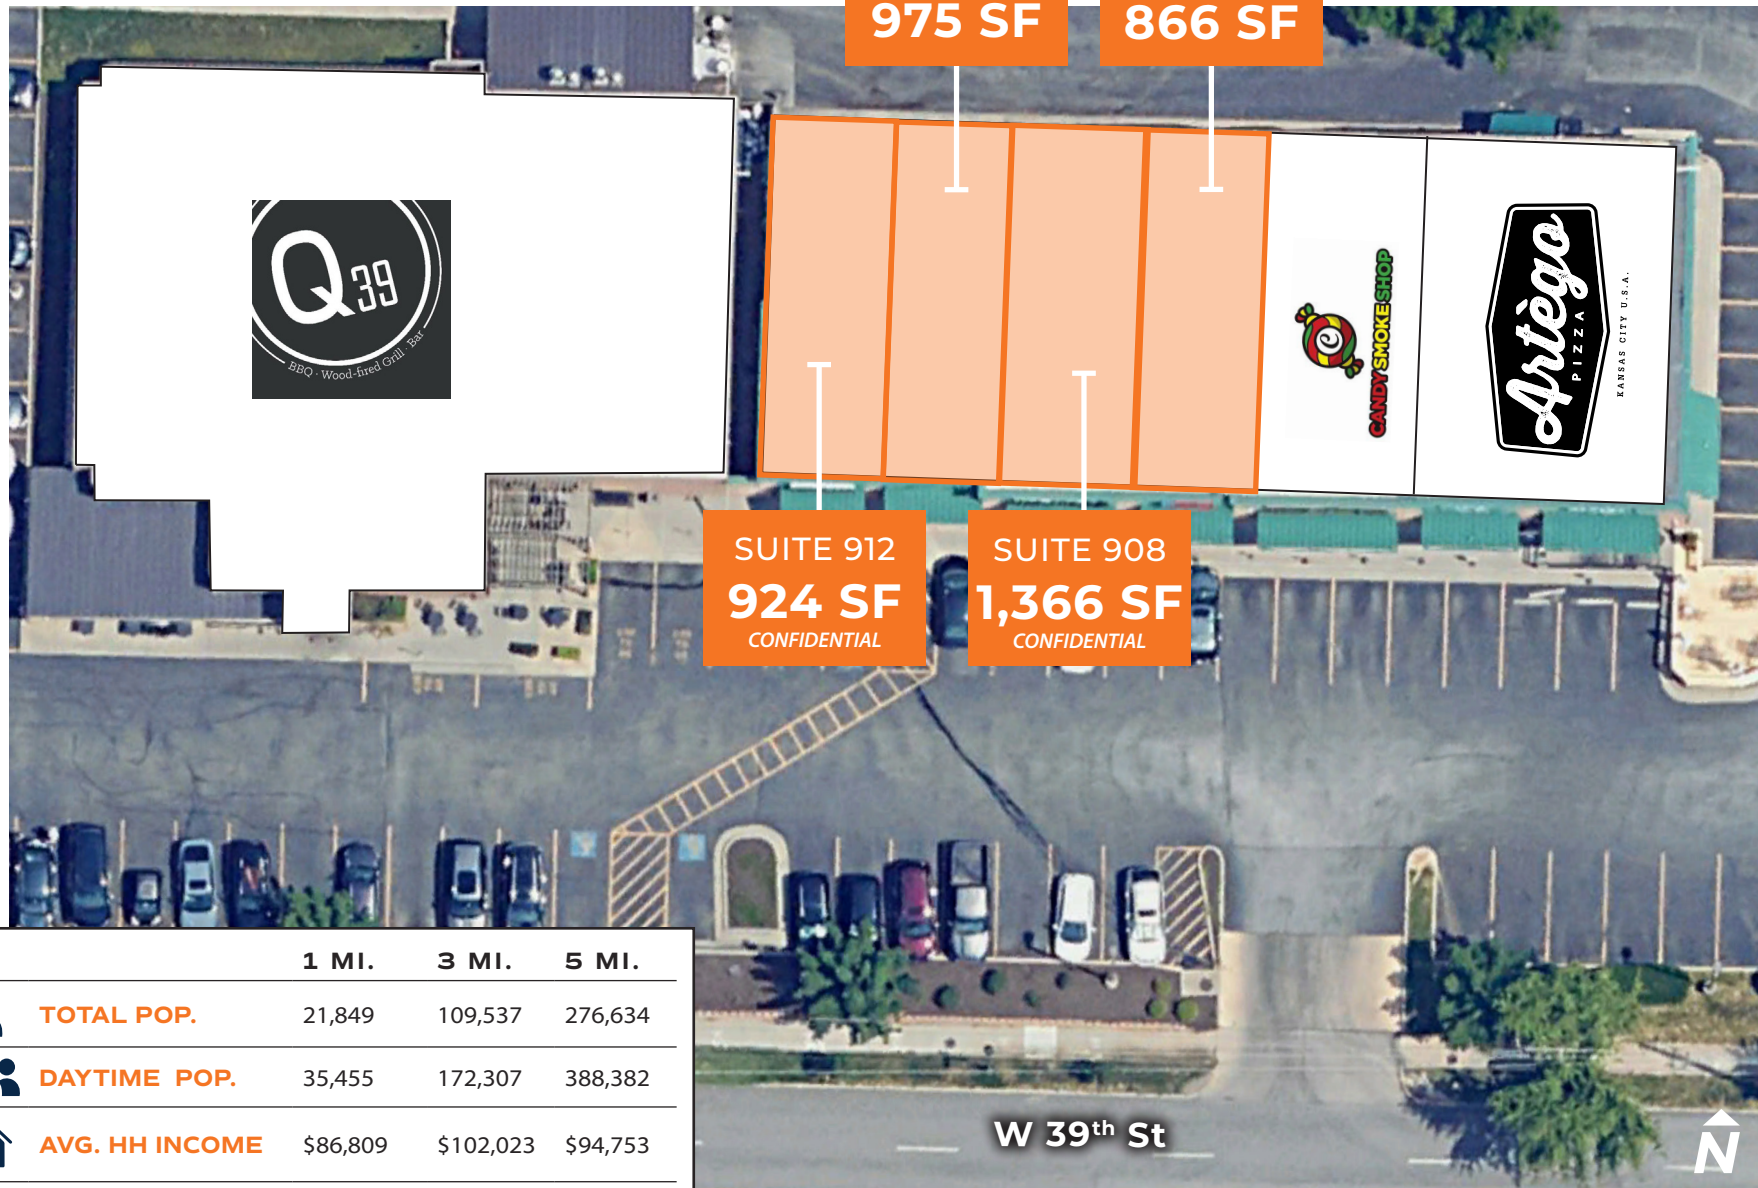 975 SF
866 SF
Q39
BBQ · Wood-fired Grill · Bar
CANDY SMOKE SHOP
Artègo
PIZZA
KANSAS CITY U.S.A.
SUITE 912
924 SF
CONFIDENTIAL
SUITE 908
1,366 SF
CONFIDENTIAL
1 MI. 3 MI. 5 MI.
TOTAL POP. 21,849 109,537 276,634
DAYTIME POP. 35,455 172,307 388,382
AVG. HH INCOME $86,809 $102,023 $94,753
W 39th St
N